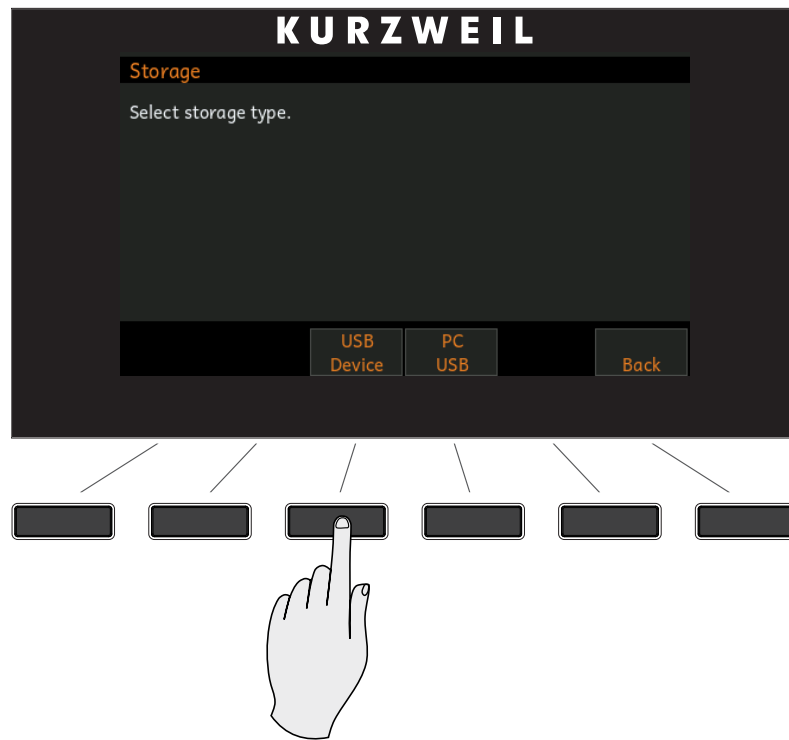 KURZWEIL
Storage
Select storage type.
USB
Device
PC
USB
Back